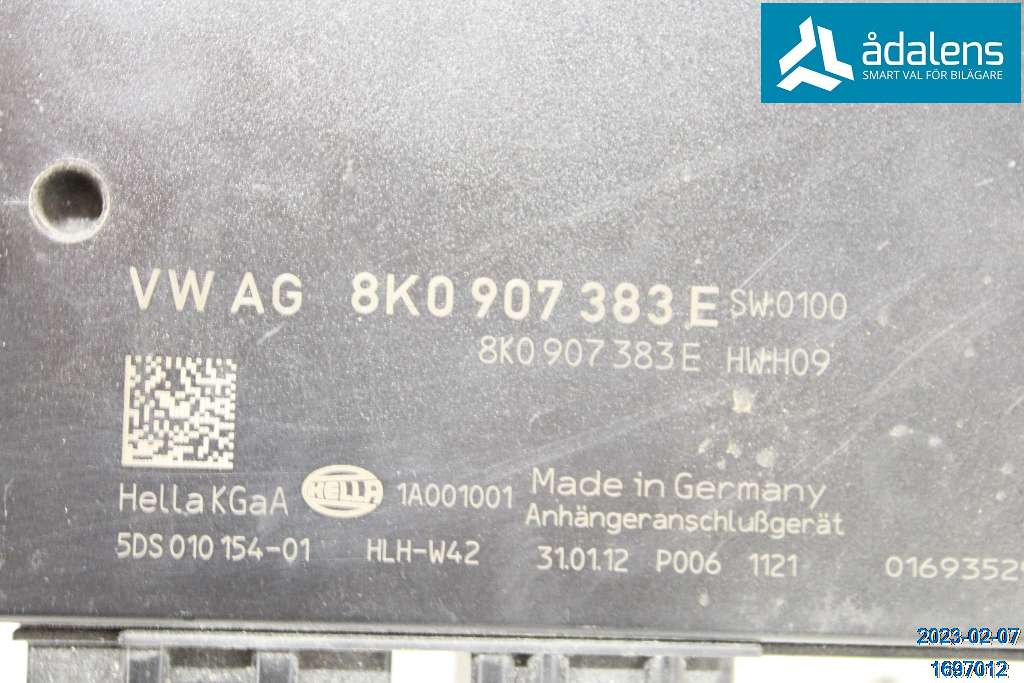 ådalens
SMART VAL FÖR BILÄGARE
VW AG 8K0 907 383 E SW:0100
8K0 907 383 E HW:H09
Hella KGaA HELLA 1A001001 Made in Germany
Anhängeranschlußgerät
5DS 010 154-01 HLH-W42 31.01.12 P006 1121 0169352
2023-02-07
1697012